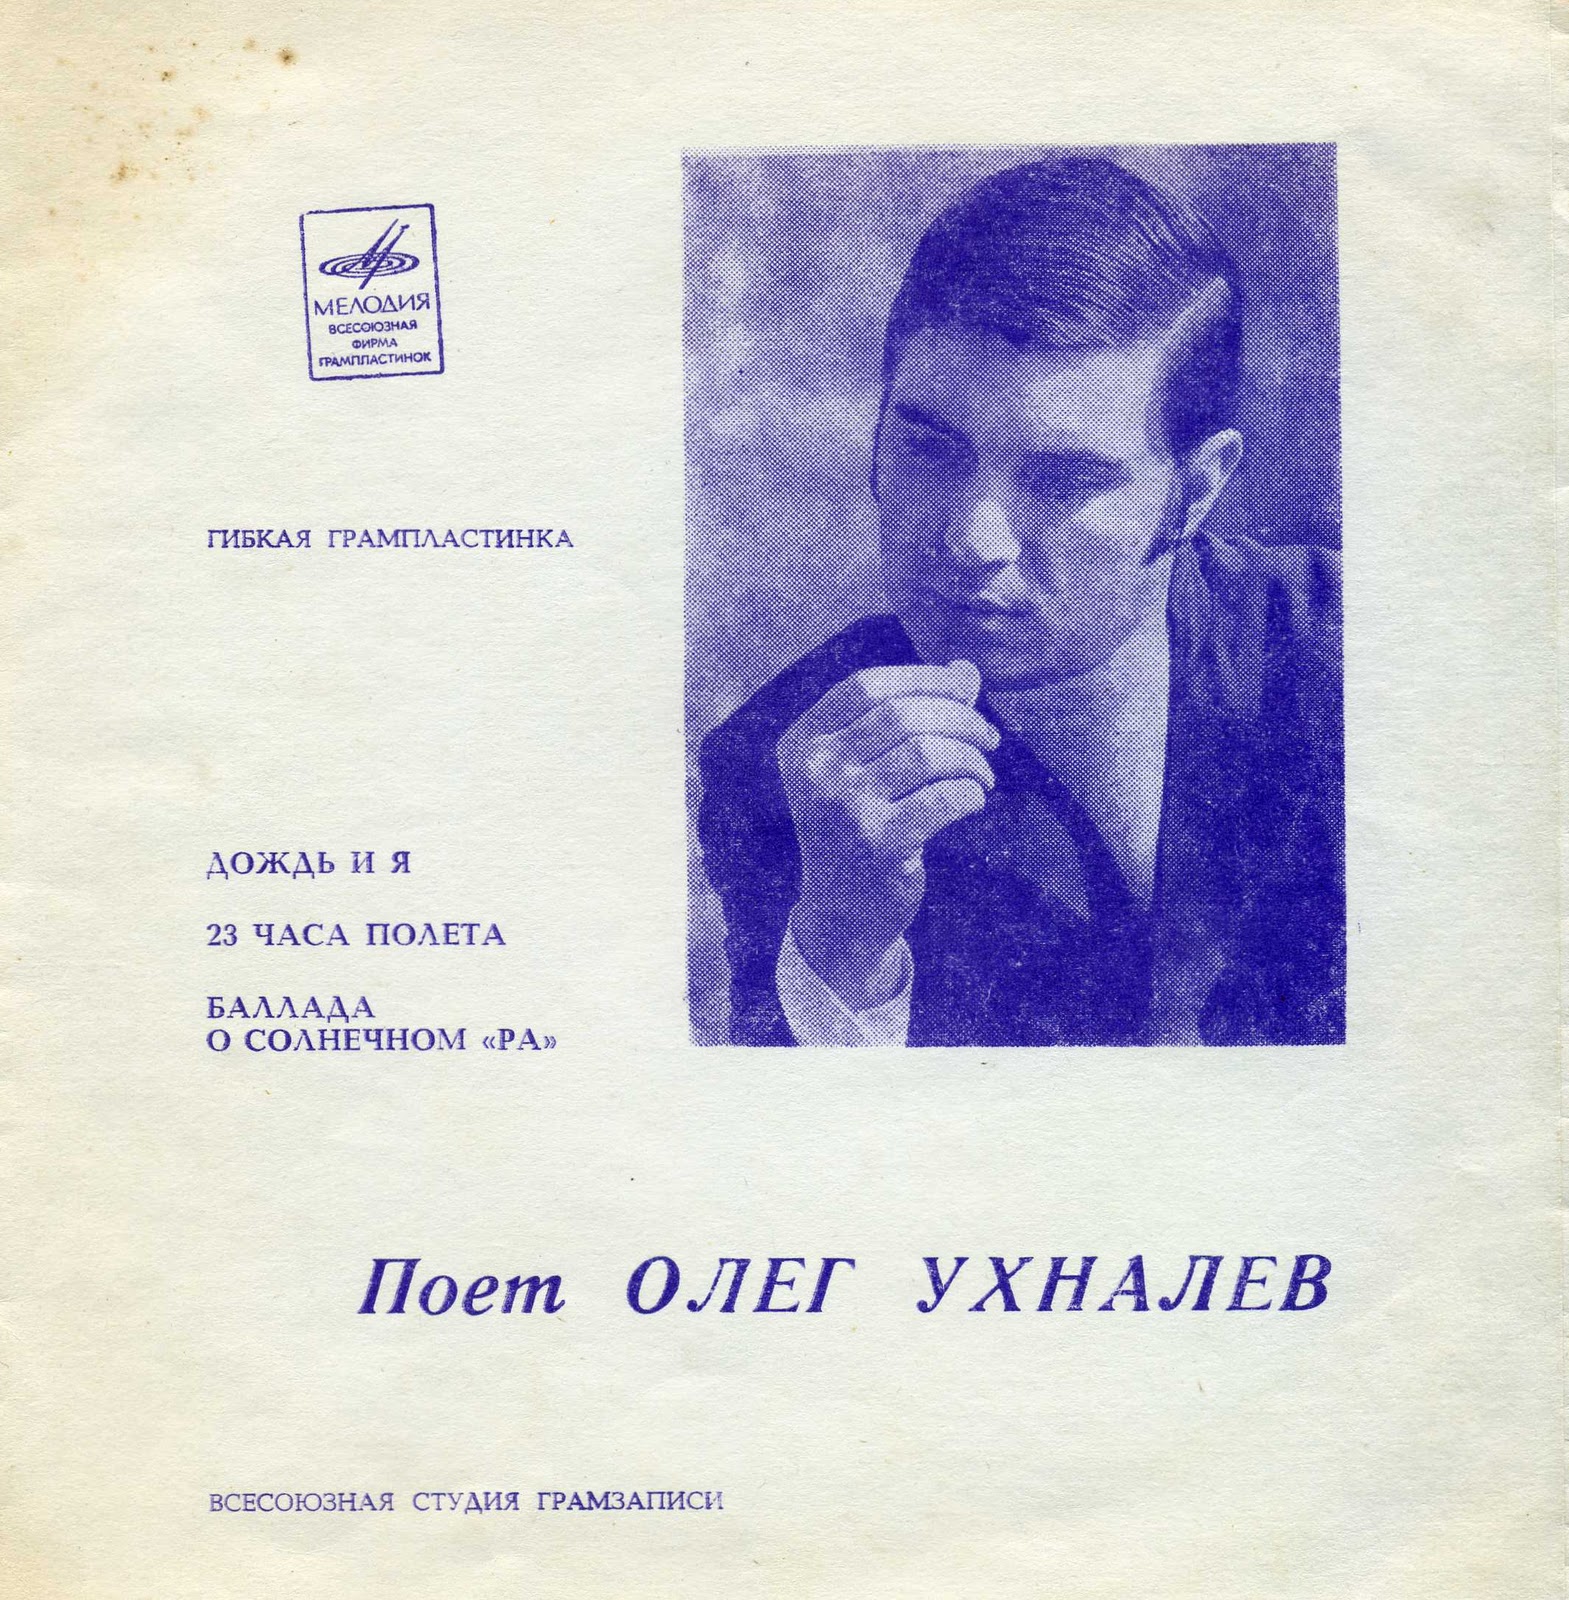 МЕЛОДИЯ
ВСЕСОЮЗНАЯ
ФИРМА
ГРАМПЛАСТИНОК
ГИБКАЯ ГРАМПЛАСТИНКА
ДОЖДЬ И Я
23 ЧАСА ПОЛЕТА
БАЛЛАДА
О СОЛНЕЧНОМ «РА»
Поет ОЛЕГ УХНАЛЕВ
ВСЕСОЮЗНАЯ СТУДИЯ ГРАМЗАПИСИ